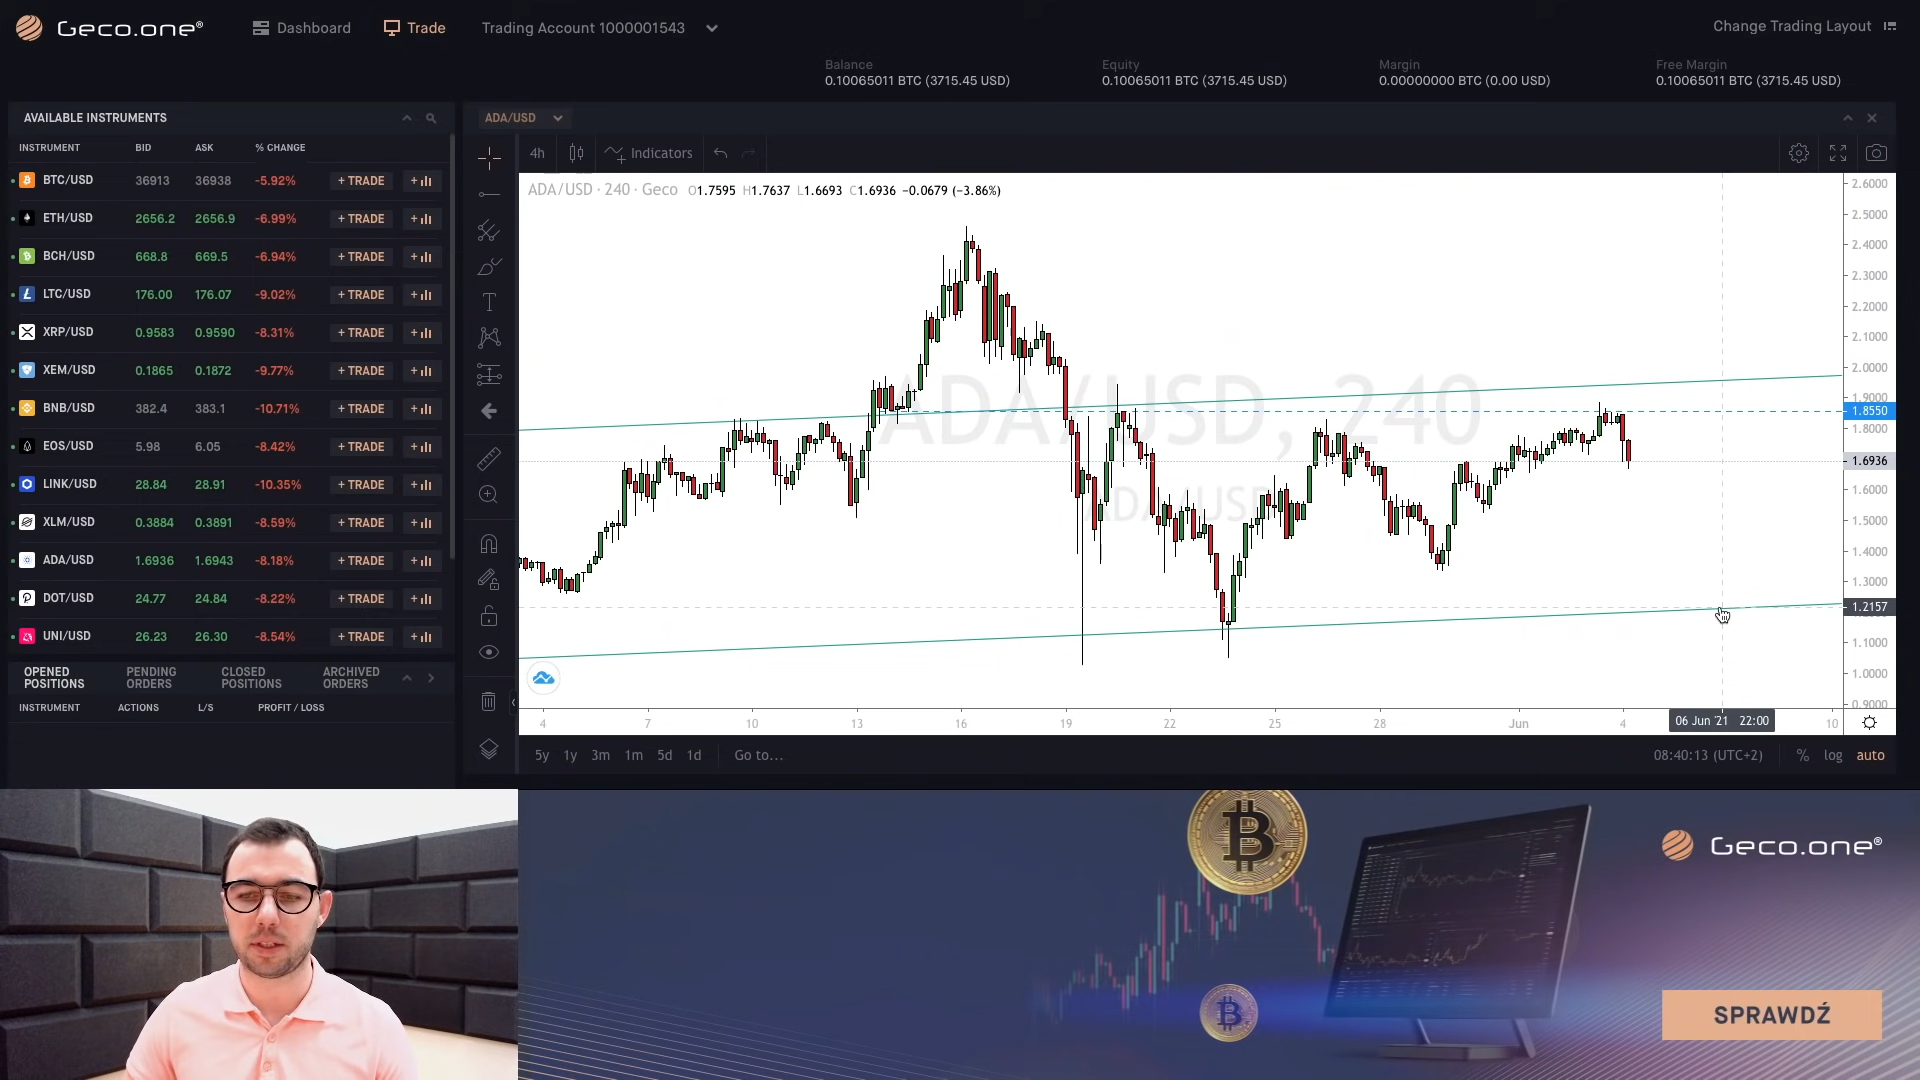 Geco.one®
Dashboard
Trade
Trading Account 1000001543
Change Trading Layout
Balance
0.10065011 BTC (3715.45 USD)
Equity
0.10065011 BTC (3715.45 USD)
Margin
0.00000000 BTC (0.00 USD)
Free Margin
0.10065011 BTC (3715.45 USD)
AVAILABLE INSTRUMENTS
INSTRUMENT BID ASK % CHANGE
BTC/USD 36913 36938 -5.92% + TRADE
ETH/USD 2656.2 2656.9 -6.99% + TRADE
BCH/USD 668.8 669.5 -6.94% + TRADE
LTC/USD 176.00 176.07 -9.02% + TRADE
XRP/USD 0.9583 0.9590 -8.31% + TRADE
XEM/USD 0.1865 0.1872 -9.77% + TRADE
BNB/USD 382.4 383.1 -10.71% + TRADE
EOS/USD 5.98 6.05 -8.42% + TRADE
LINK/USD 28.84 28.91 -10.35% + TRADE
XLM/USD 0.3884 0.3891 -8.59% + TRADE
ADA/USD 1.6936 1.6943 -8.18% + TRADE
DOT/USD 24.77 24.84 -8.22% + TRADE
UNI/USD 26.23 26.30 -8.54% + TRADE
OPENED POSITIONS
PENDING ORDERS
CLOSED POSITIONS
ARCHIVED ORDERS
INSTRUMENT ACTIONS L/S PROFIT / LOSS
ADA/USD
4h
Indicators
ADA/USD · 240 · Geco O1.7595 H1.7637 L1.6693 C1.6936 −0.0679 (−3.86%)
ADA/USD, 240
ADA/USD
2.6000
2.5000
2.4000
2.3000
2.2000
2.1000
2.0000
1.9000
1.8550
1.8000
1.6936
1.6000
1.5000
1.4000
1.3000
1.2157
1.1000
1.0000
0.9000
4 7 10 13 16 19 22 25 28 Jun 4 06 Jun '21 22:00 10
5y 1y 3m 1m 5d 1d Go to...
08:40:13 (UTC+2) % log auto
Geco.one®
SPRAWDŹ